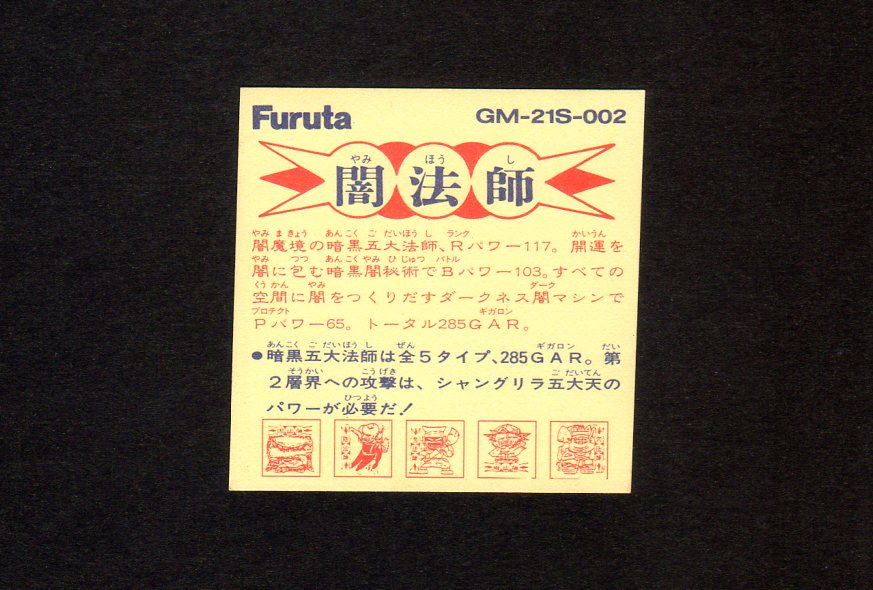 Furuta
GM-21S-002
やみ ほう し
闇法師
やみ ま きょう あんこく ご だいほう し ランク かいうん
闇魔境の暗黒五大法師、Rパワー117。開運を
やみ つつ あんこくやみ ひ じゅつ バトル
闇に包む暗黒闇秘術でBパワー103。すべての
くうかん やみ ダーク
空間に闇をつくりだすダークネス闇マシンで
プロテクト ギガロン
Pパワー65。トータル285GAR。
あんこく ご だいほう し ぜん ギガロン だい
●暗黒五大法師は全5タイプ、285GAR。第
そうかい こうげき ご だいてん
2層界への攻撃は、シャングリラ五大天の
ひつよう
パワーが必要だ!